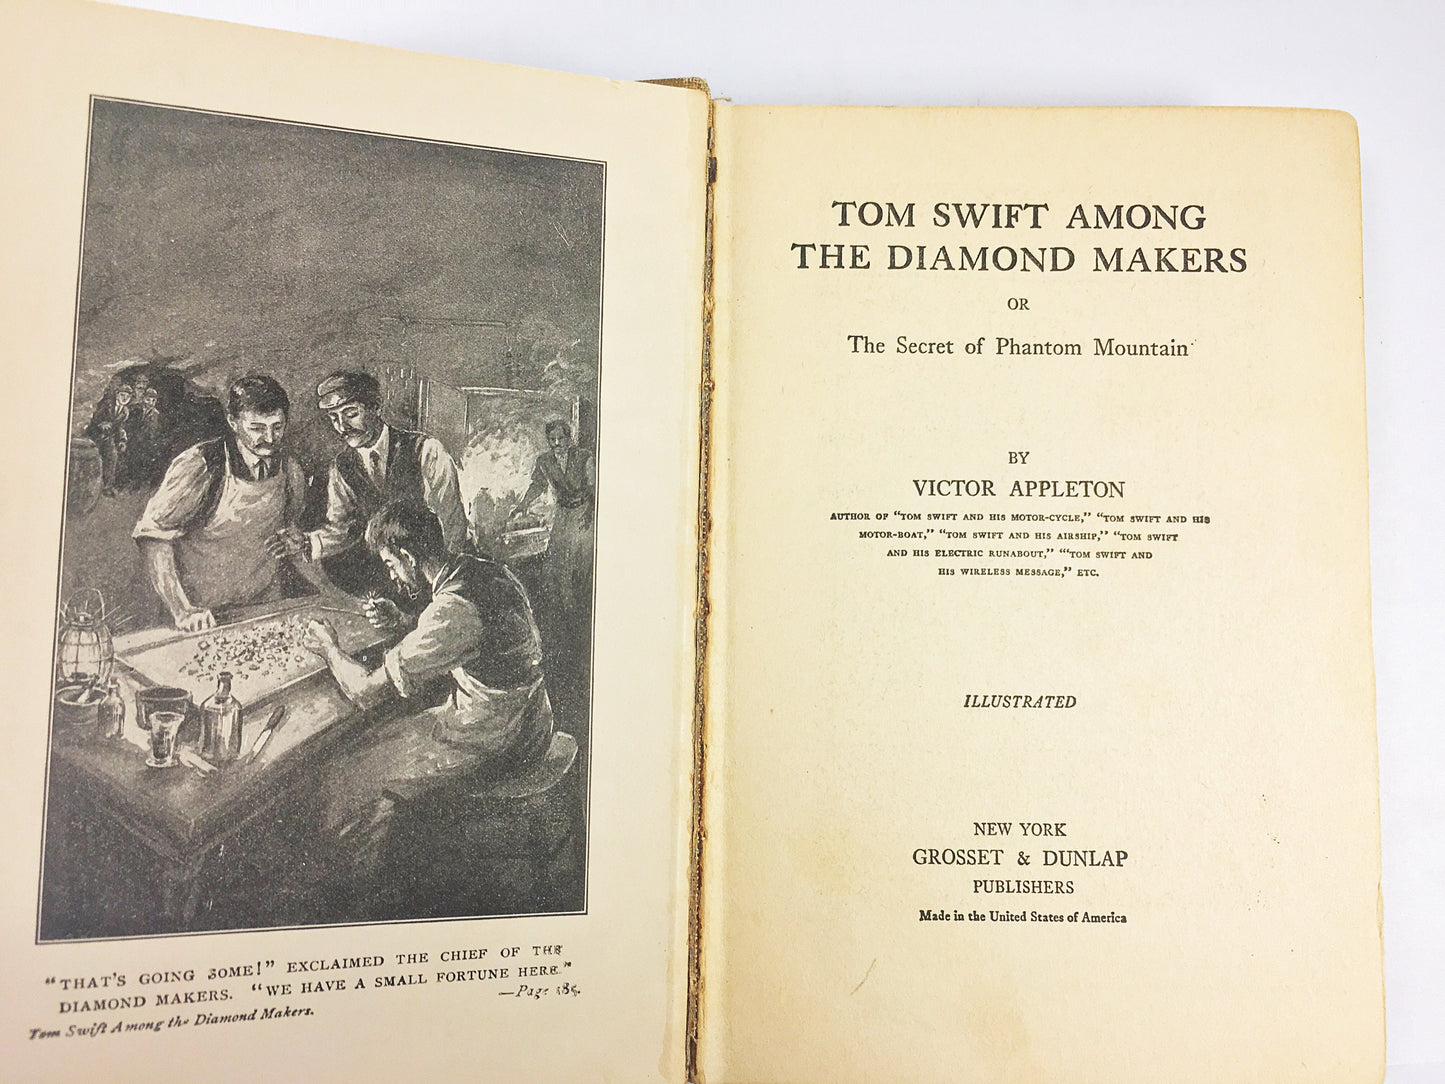 "THAT'S GOING SOME!" EXCLAIMED THE CHIEF OF THE
DIAMOND MAKERS. "WE HAVE A SMALL FORTUNE HERE."
—Page 185.
Tom Swift Among the Diamond Makers.
TOM SWIFT AMONG
THE DIAMOND MAKERS
OR
The Secret of Phantom Mountain
BY
VICTOR APPLETON
AUTHOR OF "TOM SWIFT AND HIS MOTOR-CYCLE," "TOM SWIFT AND HIS
MOTOR-BOAT," "TOM SWIFT AND HIS AIRSHIP," "TOM SWIFT
AND HIS ELECTRIC RUNABOUT," "'TOM SWIFT AND
HIS WIRELESS MESSAGE," ETC.
ILLUSTRATED
NEW YORK
GROSSET & DUNLAP
PUBLISHERS
Made in the United States of America